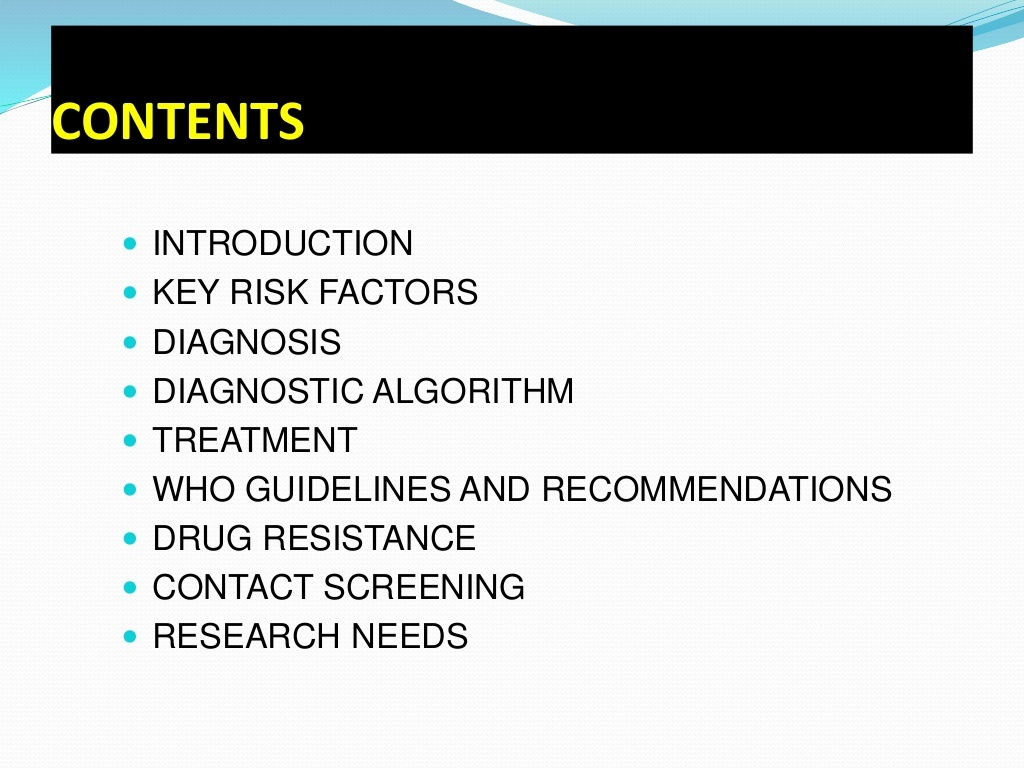 CONTENTS
INTRODUCTION
KEY RISK FACTORS
DIAGNOSIS
DIAGNOSTIC ALGORITHM
TREATMENT
WHO GUIDELINES AND RECOMMENDATIONS
DRUG RESISTANCE
CONTACT SCREENING
RESEARCH NEEDS